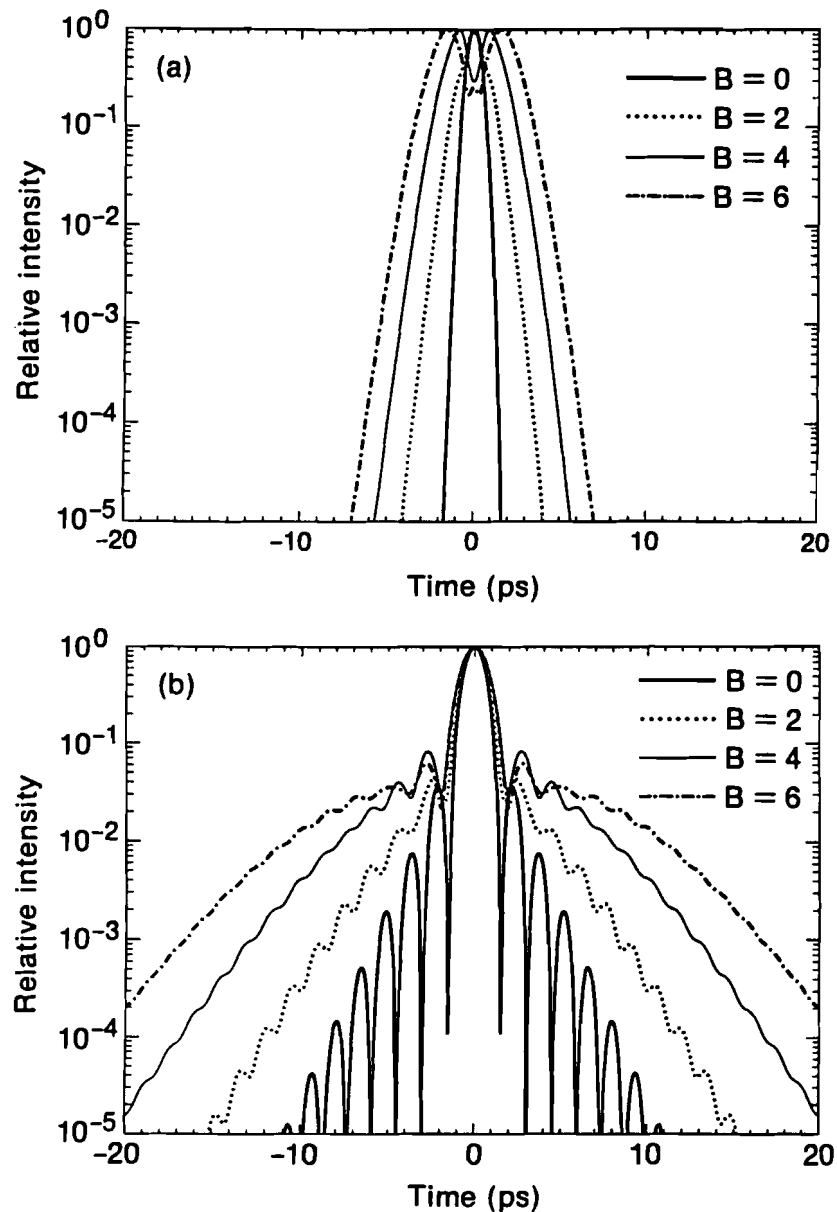 (a)
10^0
10^-1
10^-2
10^-3
10^-4
10^-5
Relative intensity
B = 0
B = 2
B = 4
B = 6
-20
-10
0
10
20
Time (ps)
(b)
10^0
10^-1
10^-2
10^-3
10^-4
10^-5
Relative intensity
B = 0
B = 2
B = 4
B = 6
-20
-10
0
10
20
Time (ps)